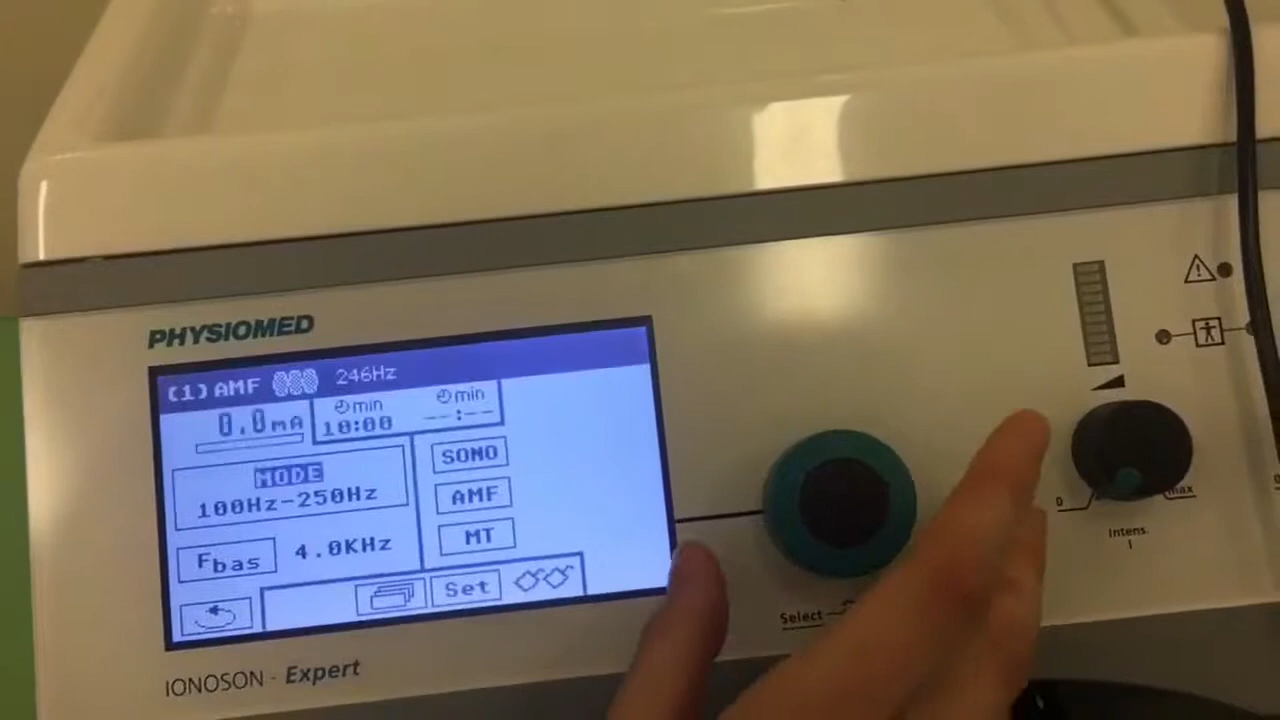 PHYSIOMED
(1) AMF 246Hz
0.0mA
min
10:00
min
--:--
MODE
100Hz-250Hz
Fbas 4.0KHz
SONO
AMF
MT
Set
IONOSON - Expert
Select
0
max
Intens.
I
0